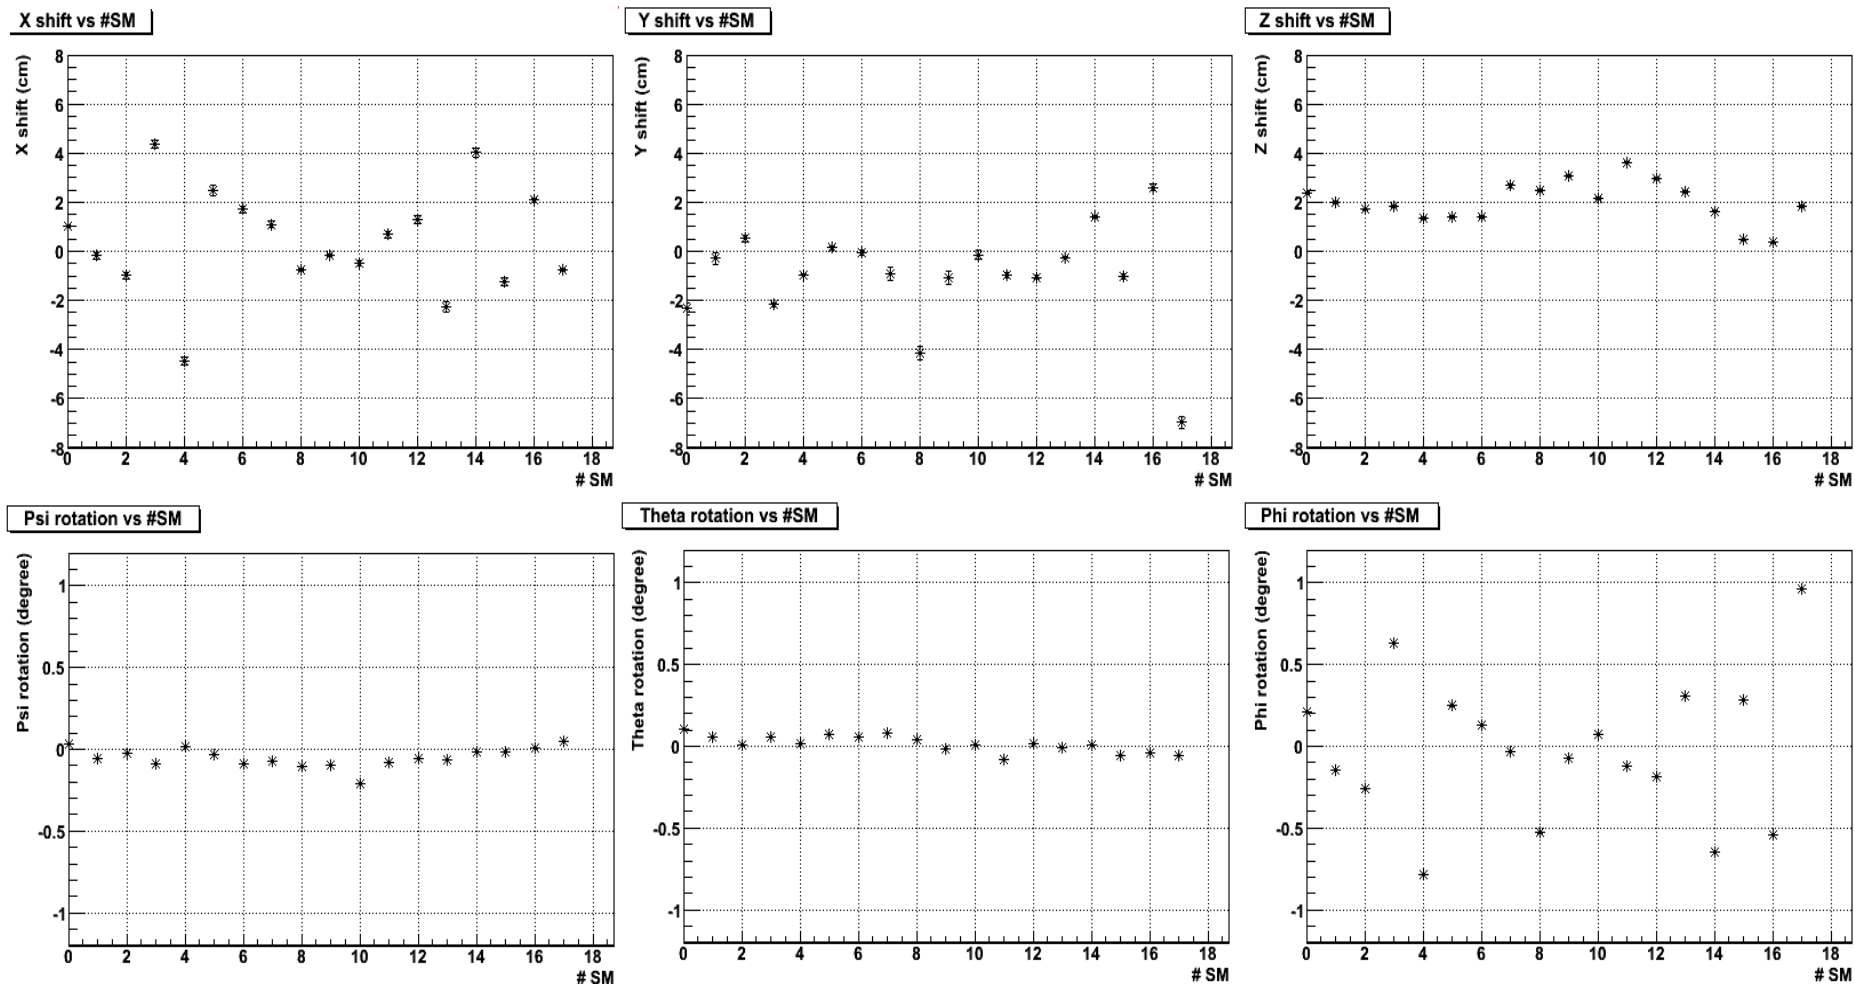 X shift vs #SM
X shift (cm)
8
6
4
2
0
-2
-4
-6
-8
0 2 4 6 8 10 12 14 16 18
# SM
Y shift vs #SM
Y shift (cm)
8
6
4
2
0
-2
-4
-6
-8
0 2 4 6 8 10 12 14 16 18
# SM
Z shift vs #SM
Z shift (cm)
8
6
4
2
0
-2
-4
-6
-8
0 2 4 6 8 10 12 14 16 18
# SM
Psi rotation vs #SM
Psi rotation (degree)
1
0.5
0
-0.5
-1
0 2 4 6 8 10 12 14 16 18
# SM
Theta rotation vs #SM
Theta rotation (degree)
1
0.5
0
-0.5
-1
0 2 4 6 8 10 12 14 16 18
# SM
Phi rotation vs #SM
Phi rotation (degree)
1
0.5
0
-0.5
-1
0 2 4 6 8 10 12 14 16 18
# SM